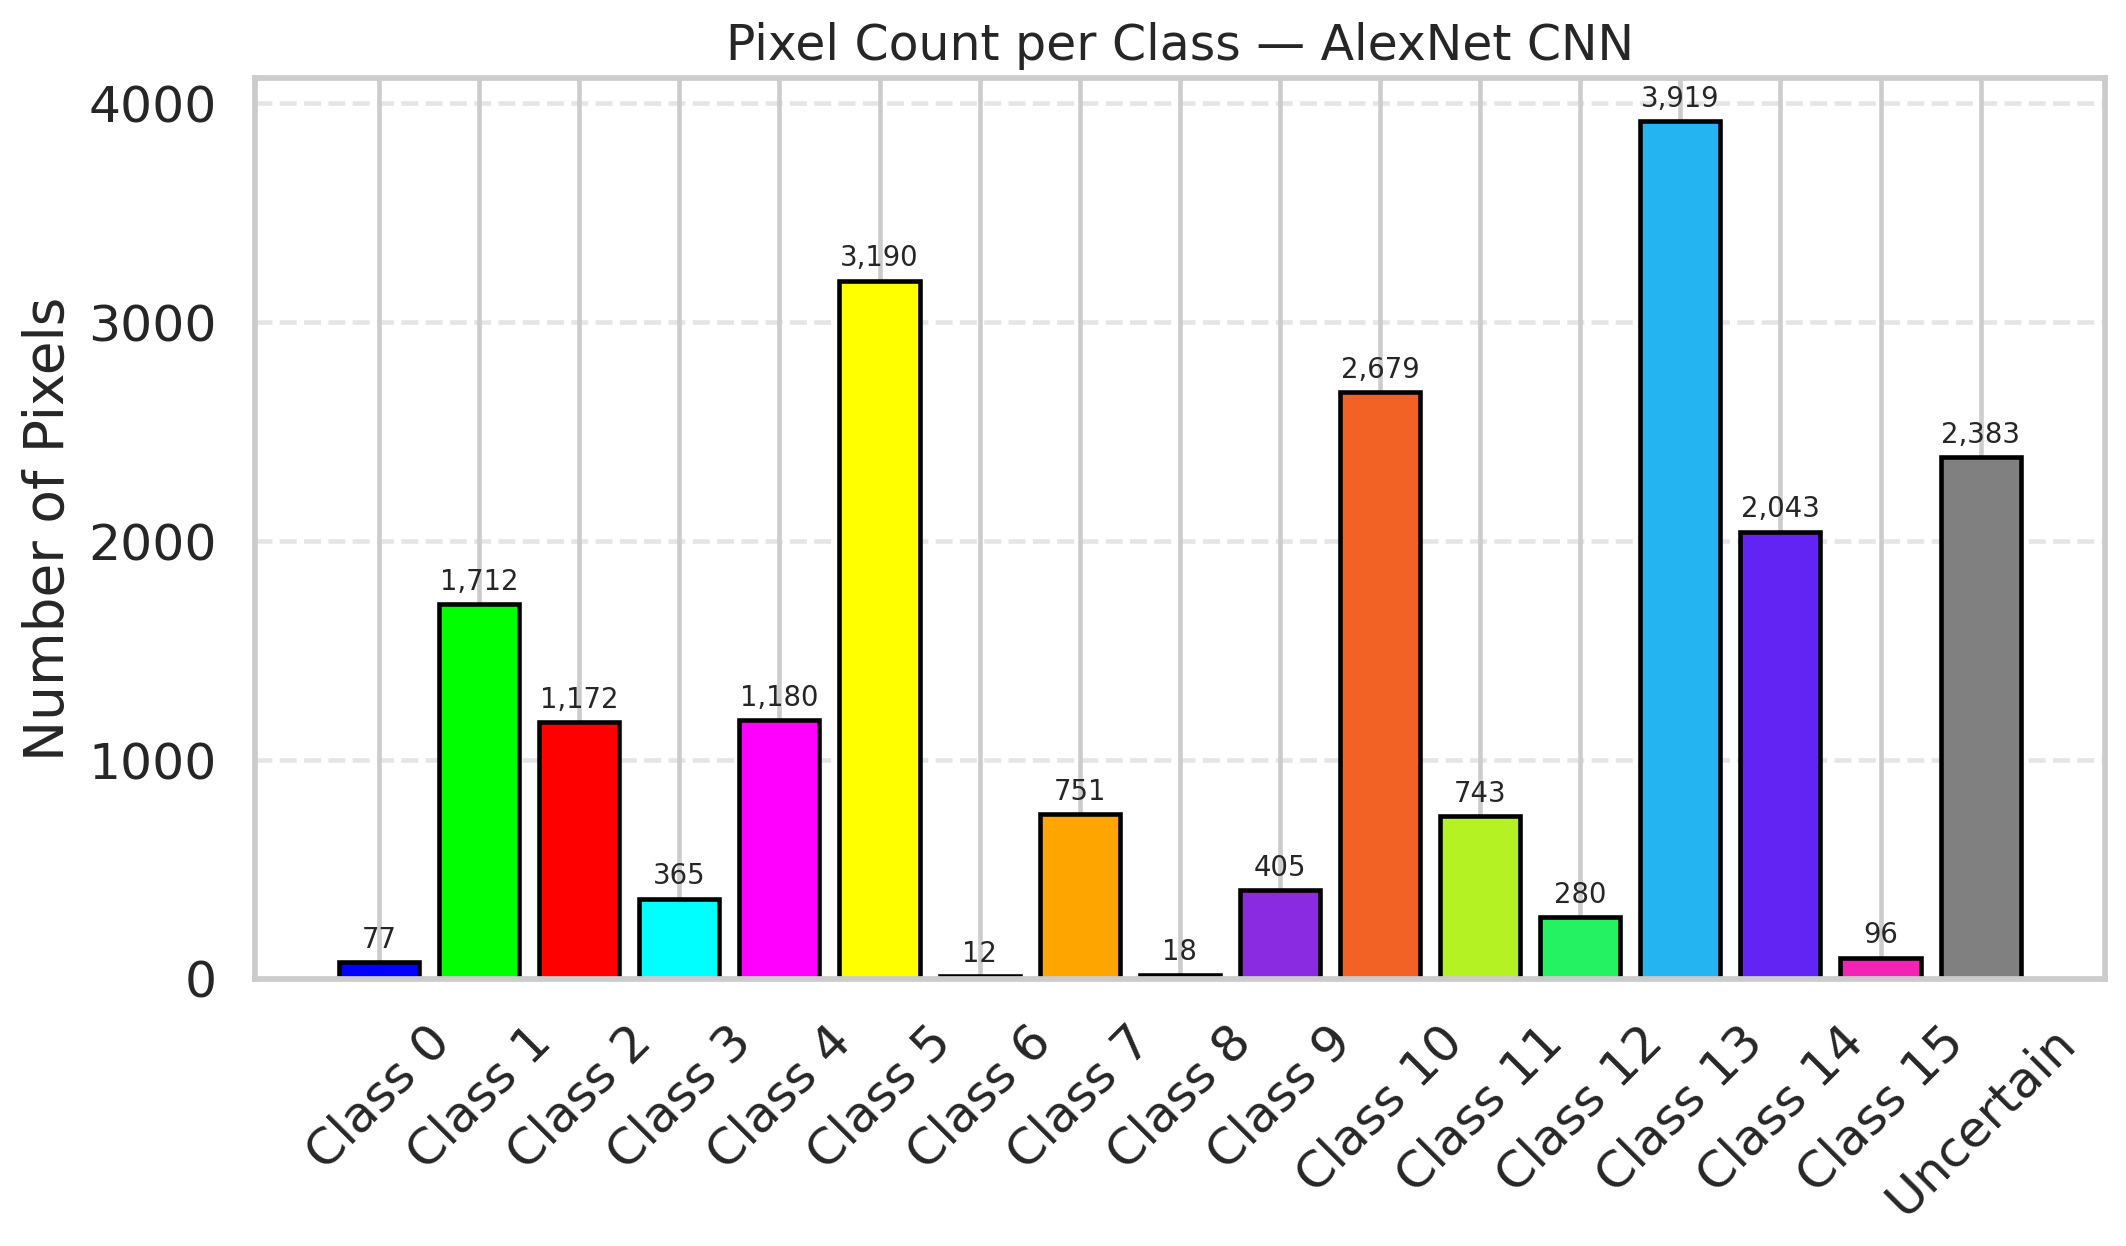 Pixel Count per Class — AlexNet CNN
Number of Pixels
4000
3000
2000
1000
0
77
1,712
1,172
365
1,180
3,190
12
751
18
405
2,679
743
280
3,919
2,043
96
2,383
Class 0
Class 1
Class 2
Class 3
Class 4
Class 5
Class 6
Class 7
Class 8
Class 9
Class 10
Class 11
Class 12
Class 13
Class 14
Class 15
Uncertain